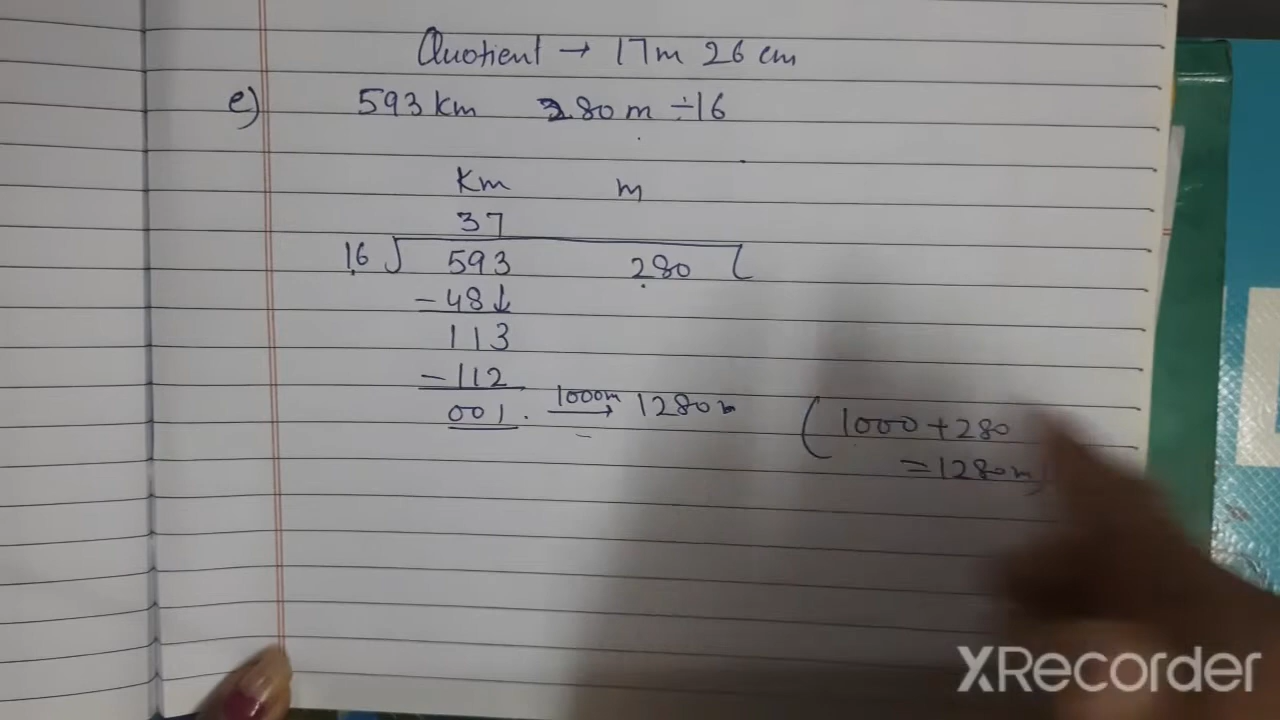 Quotient → 17m 26 cm
e) 593 km 280 m ÷ 16
Km m
37
16 593 280
- 48 ↓
113
- 112
001. 1000m → 1280m
( 1000 + 280
= 1280m)
XRecorder